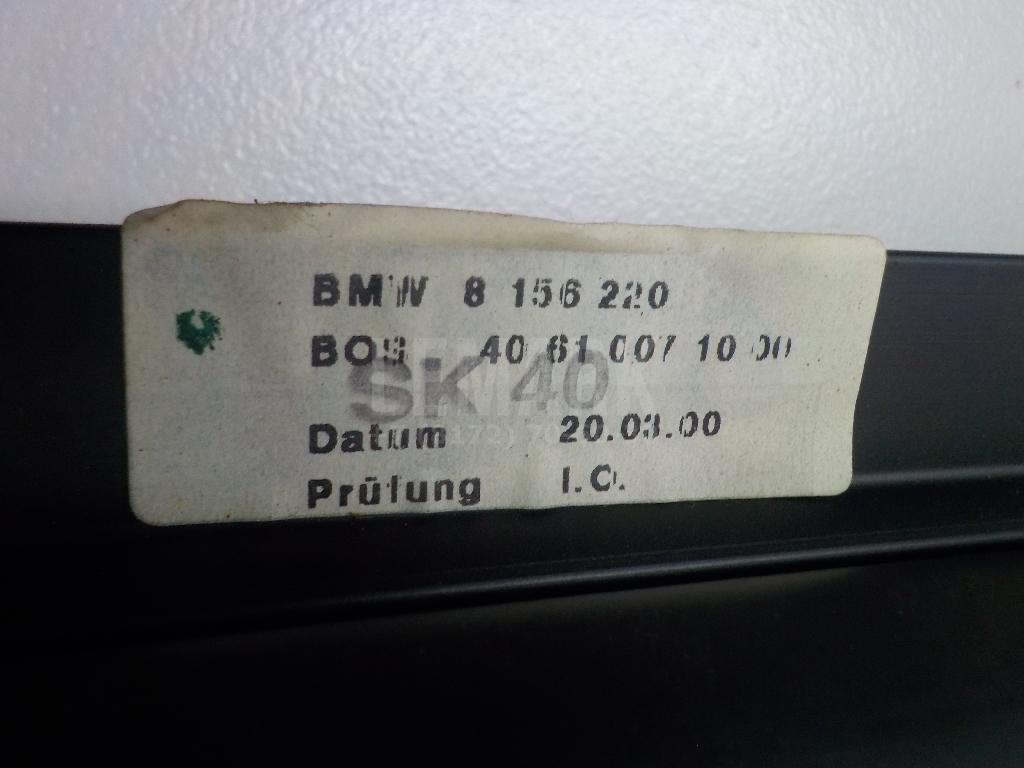 BMW 8 156 220
BOS 40 61 007 10 00
SK 40
Datum 20.03.00
Prüfung I.O.